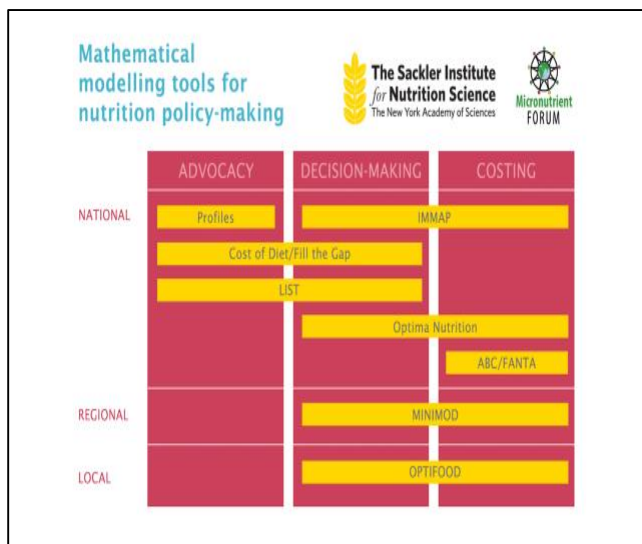 Mathematical
modelling tools for
nutrition policy-making
The Sackler Institute
for Nutrition Science
The New York Academy of Sciences
Micronutrient
FORUM
ADVOCACY DECISION-MAKING COSTING
NATIONAL
Profiles IMMAP
Cost of Diet/Fill the Gap
LIST
Optima Nutrition
ABC/FANTA
REGIONAL MINIMOD
LOCAL OPTIFOOD